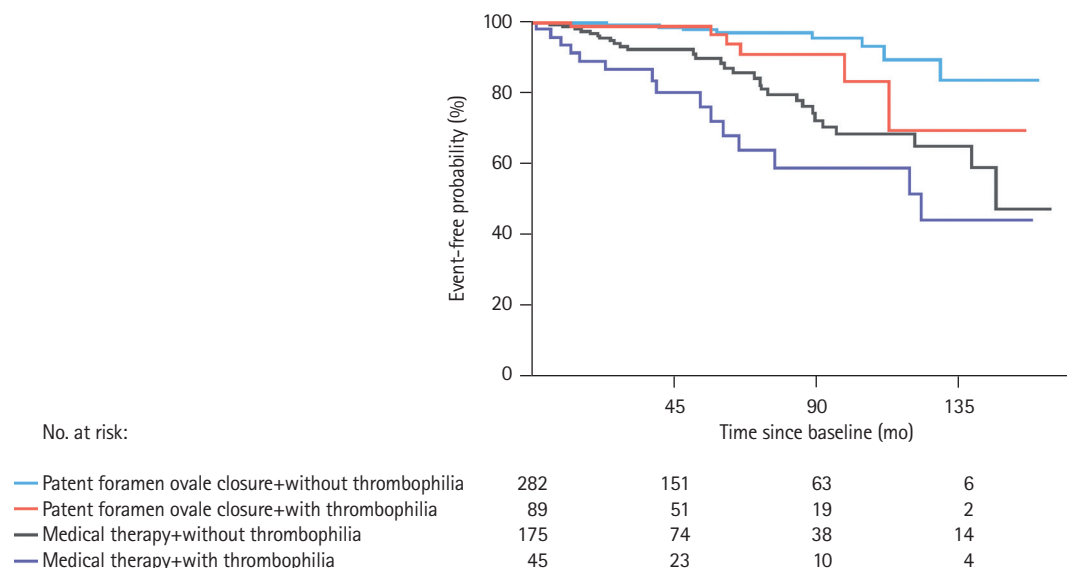 100
80
60
40
20
0
Event-free probability (%)
45 90 135
Time since baseline (mo)
No. at risk:
Patent foramen ovale closure+without thrombophilia 282 151 63 6
Patent foramen ovale closure+with thrombophilia 89 51 19 2
Medical therapy+without thrombophilia 175 74 38 14
Medical therapy+with thrombophilia 45 23 10 4